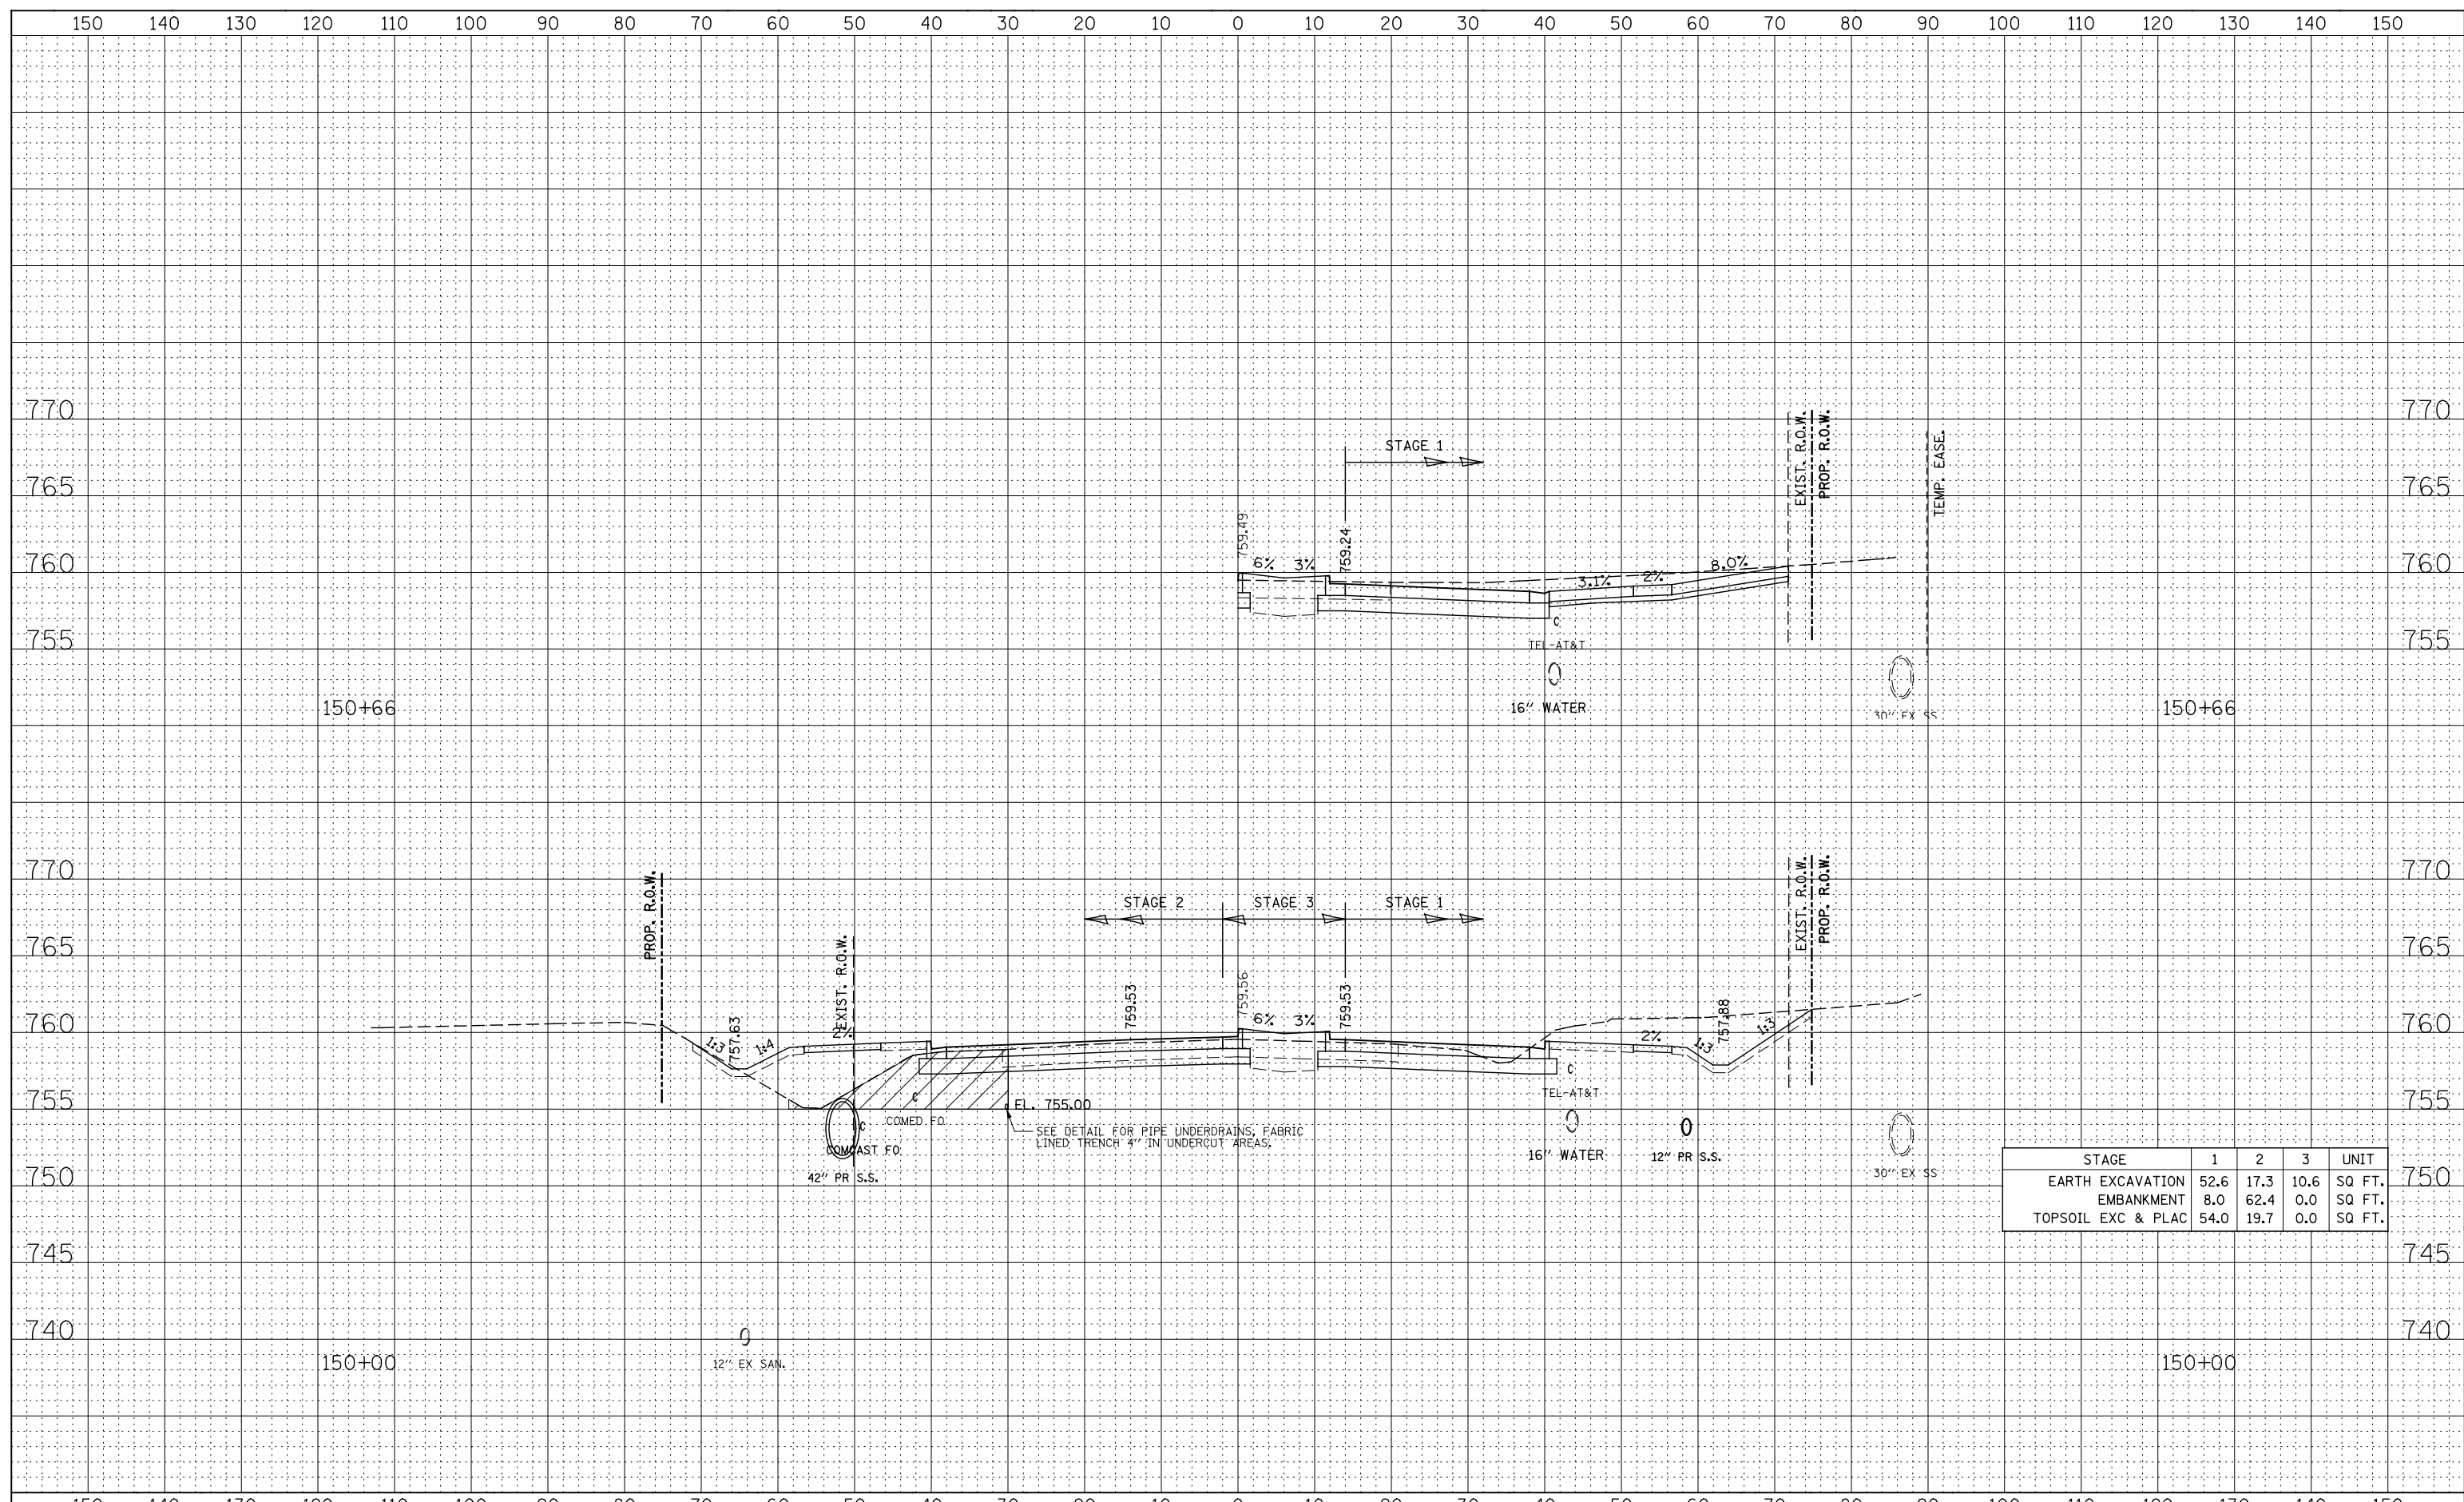 150 140 130 120 110 100 90 80 70 60 50 40 30 20 10 0 10 20 30 40 50 60 70 80 90 100 110 120 130 140 150
770 770
EXIST. R.O.W.
PROP. R.O.W.
TEMP. EASE.
STAGE 1
765 765
759.49
759.24
760 760
6% 3% 3.1% 2% 8.0%
755 755
TEL-AT&T
16" WATER
30" EX SS
150+66 150+66
770 770
PROP. R.O.W.
EXIST. R.O.W.
STAGE 2 STAGE 3 STAGE 1
EXIST. R.O.W.
PROP. R.O.W.
765 765
759.53
759.66
759.53
760 760
1:3
757.63
1:4
2%
6% 3%
2%
1:3
757.88
1:3
755 755
EL. 755.00
COMED FO
SEE DETAIL FOR PIPE UNDERDRAINS, FABRIC
LINED TRENCH 4" IN UNDERCUT AREAS.
COMCAST FO
42" PR S.S.
TEL-AT&T
16" WATER
12" PR S.S.
30" EX SS
750 750
STAGE 1 2 3 UNIT
EARTH EXCAVATION 52.6 17.3 10.6 SQ FT.
EMBANKMENT 8.0 62.4 0.0 SQ FT.
TOPSOIL EXC & PLAC 54.0 19.7 0.0 SQ FT.
745 745
740 740
12" EX SAN.
150+00 150+00